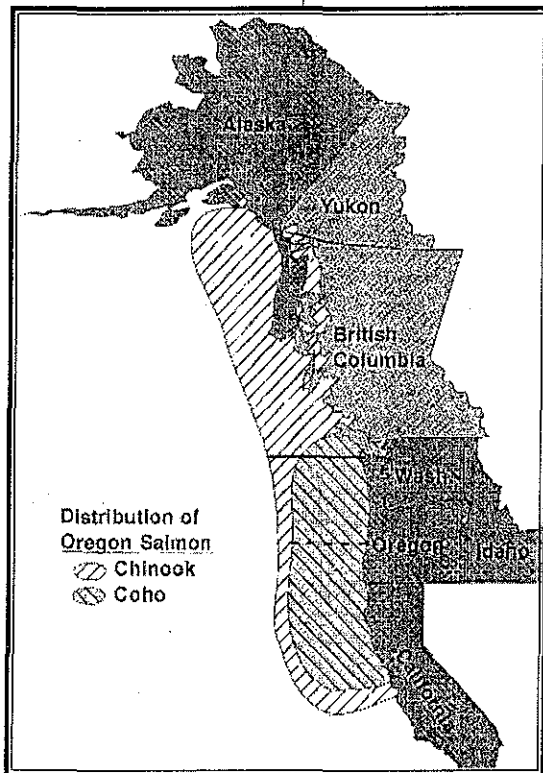 Alaska
Yukon
British
Columbia
Wash
Oregon
Idaho
California
Distribution of
Oregon Salmon
Chinook
Coho